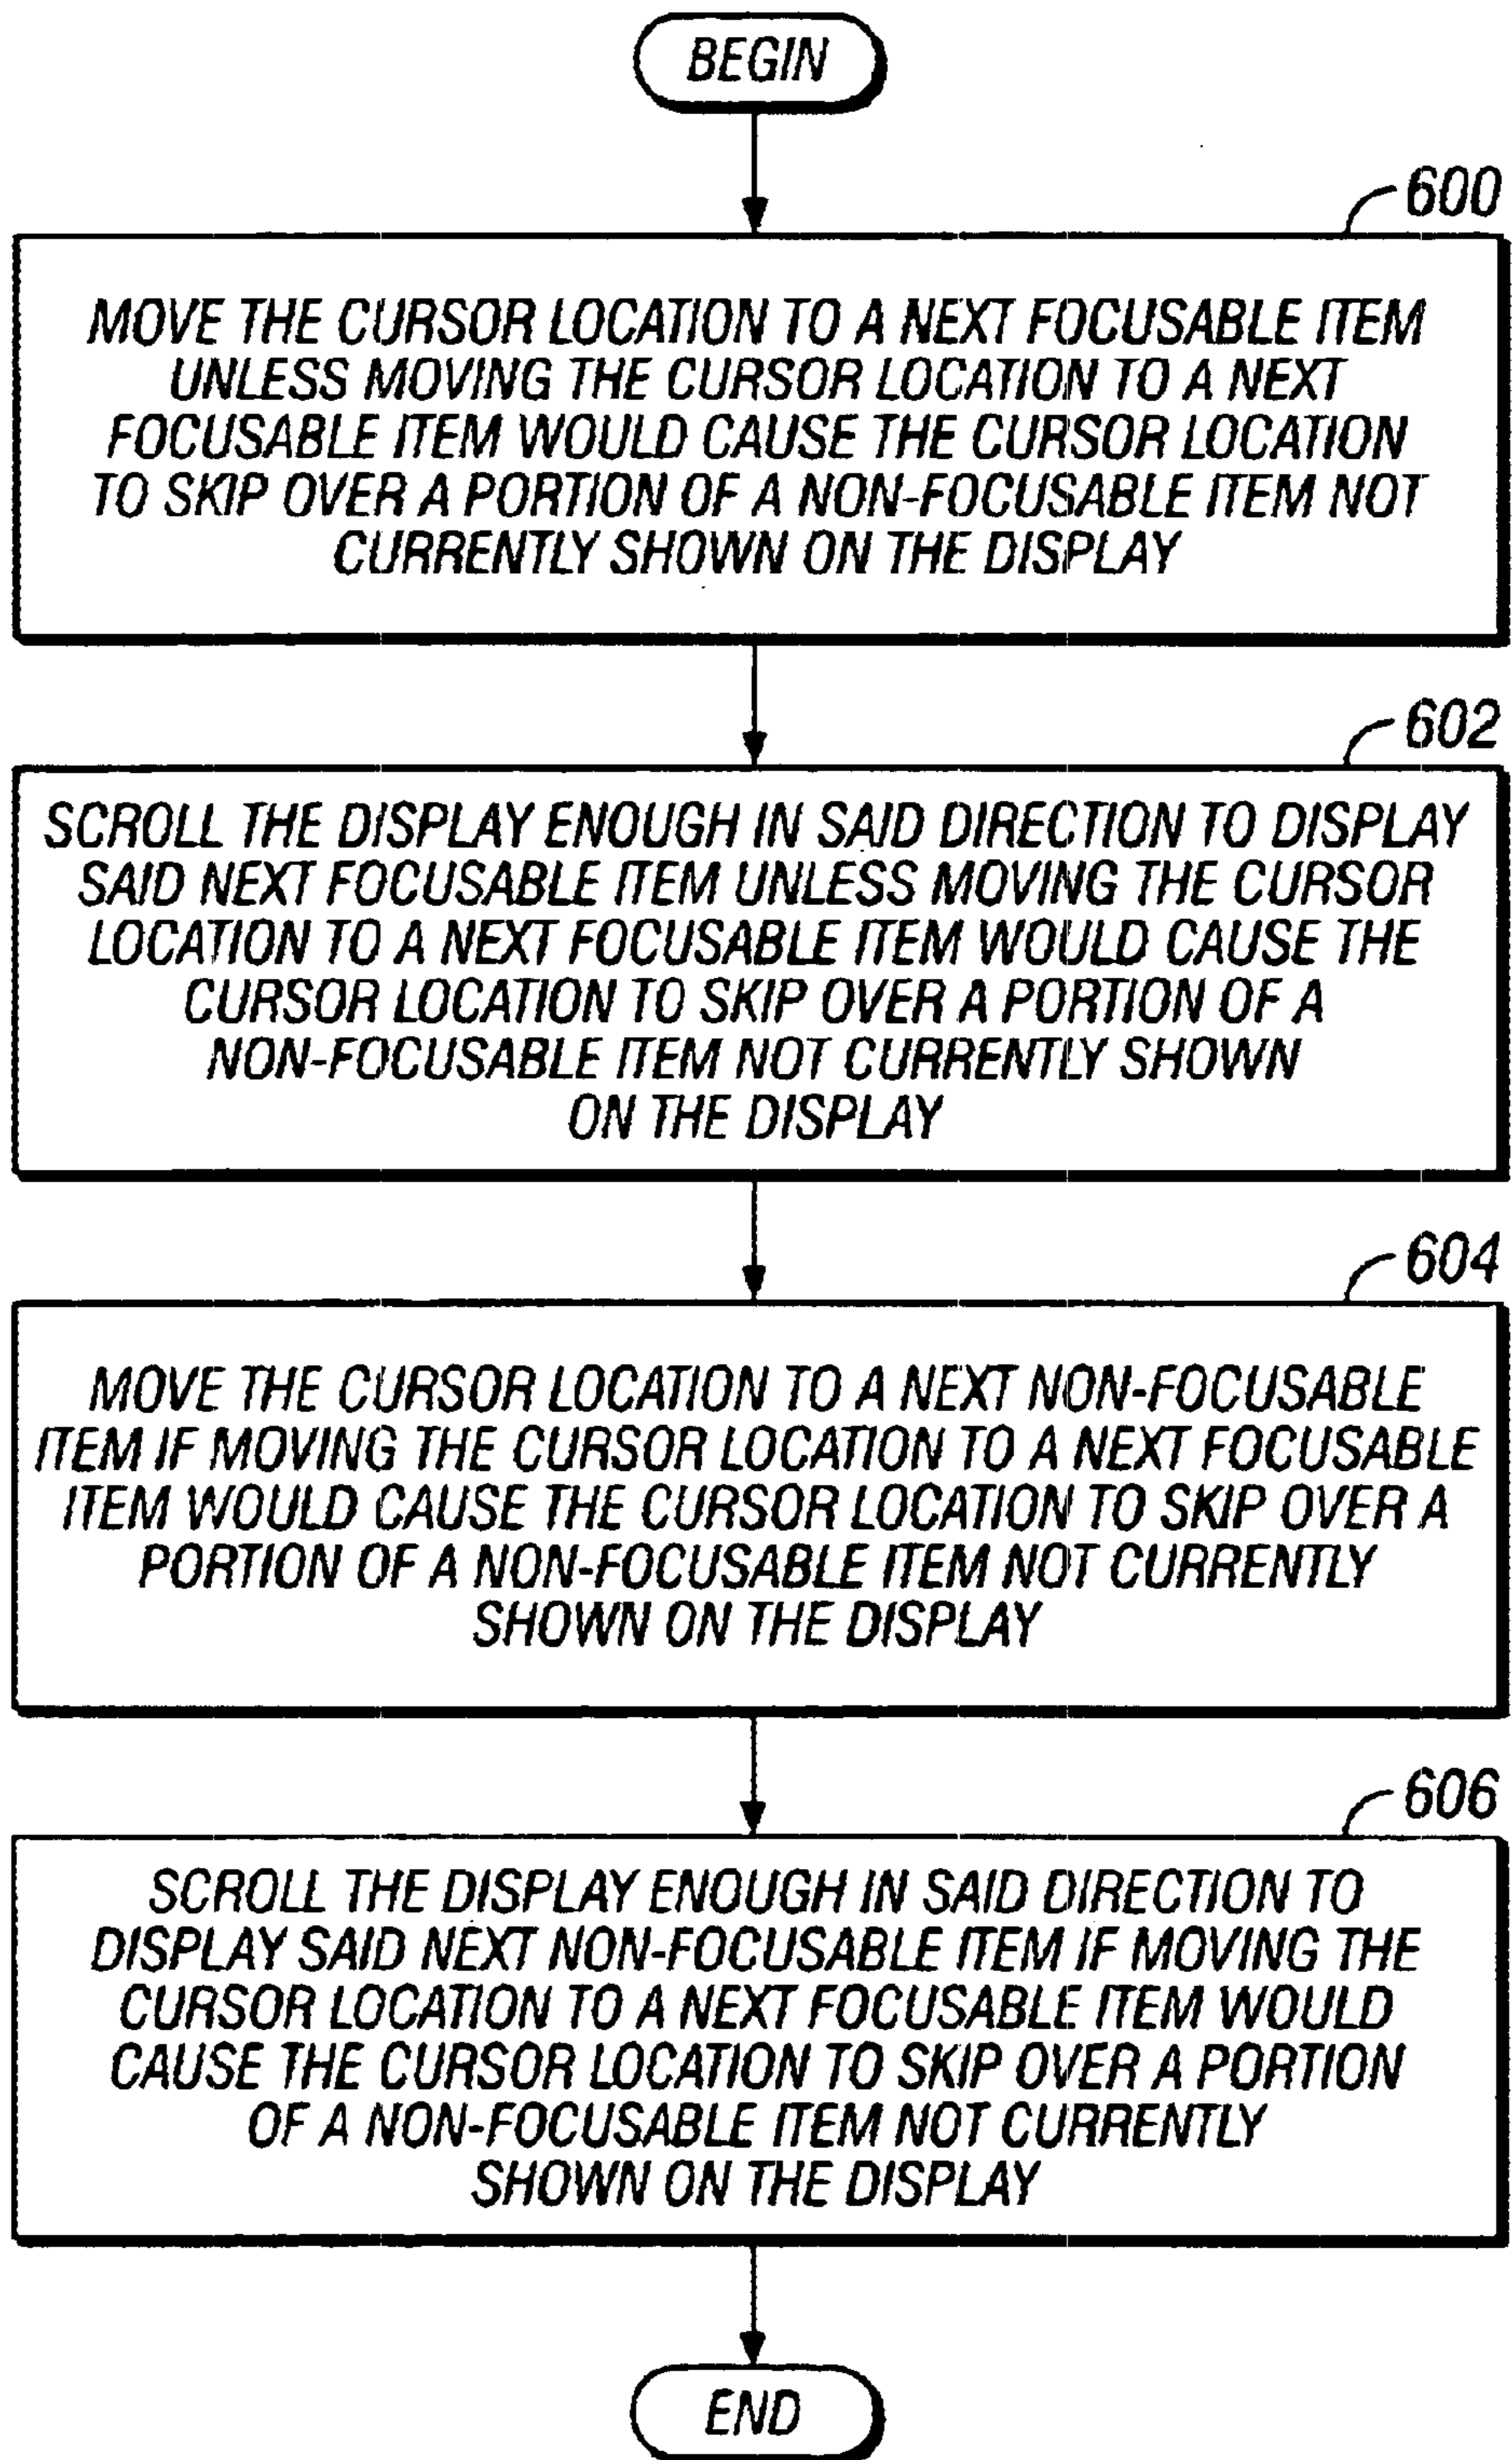 BEGIN
600
MOVE THE CURSOR LOCATION TO A NEXT FOCUSABLE ITEM
UNLESS MOVING THE CURSOR LOCATION TO A NEXT
FOCUSABLE ITEM WOULD CAUSE THE CURSOR LOCATION
TO SKIP OVER A PORTION OF A NON-FOCUSABLE ITEM NOT
CURRENTLY SHOWN ON THE DISPLAY
602
SCROLL THE DISPLAY ENOUGH IN SAID DIRECTION TO DISPLAY
SAID NEXT FOCUSABLE ITEM UNLESS MOVING THE CURSOR
LOCATION TO A NEXT FOCUSABLE ITEM WOULD CAUSE THE
CURSOR LOCATION TO SKIP OVER A PORTION OF A
NON-FOCUSABLE ITEM NOT CURRENTLY SHOWN
ON THE DISPLAY
604
MOVE THE CURSOR LOCATION TO A NEXT NON-FOCUSABLE
ITEM IF MOVING THE CURSOR LOCATION TO A NEXT FOCUSABLE
ITEM WOULD CAUSE THE CURSOR LOCATION TO SKIP OVER A
PORTION OF A NON-FOCUSABLE ITEM NOT CURRENTLY
SHOWN ON THE DISPLAY
606
SCROLL THE DISPLAY ENOUGH IN SAID DIRECTION TO
DISPLAY SAID NEXT NON-FOCUSABLE ITEM IF MOVING THE
CURSOR LOCATION TO A NEXT FOCUSABLE ITEM WOULD
CAUSE THE CURSOR LOCATION TO SKIP OVER A PORTION
OF A NON-FOCUSABLE ITEM NOT CURRENTLY
SHOWN ON THE DISPLAY
END